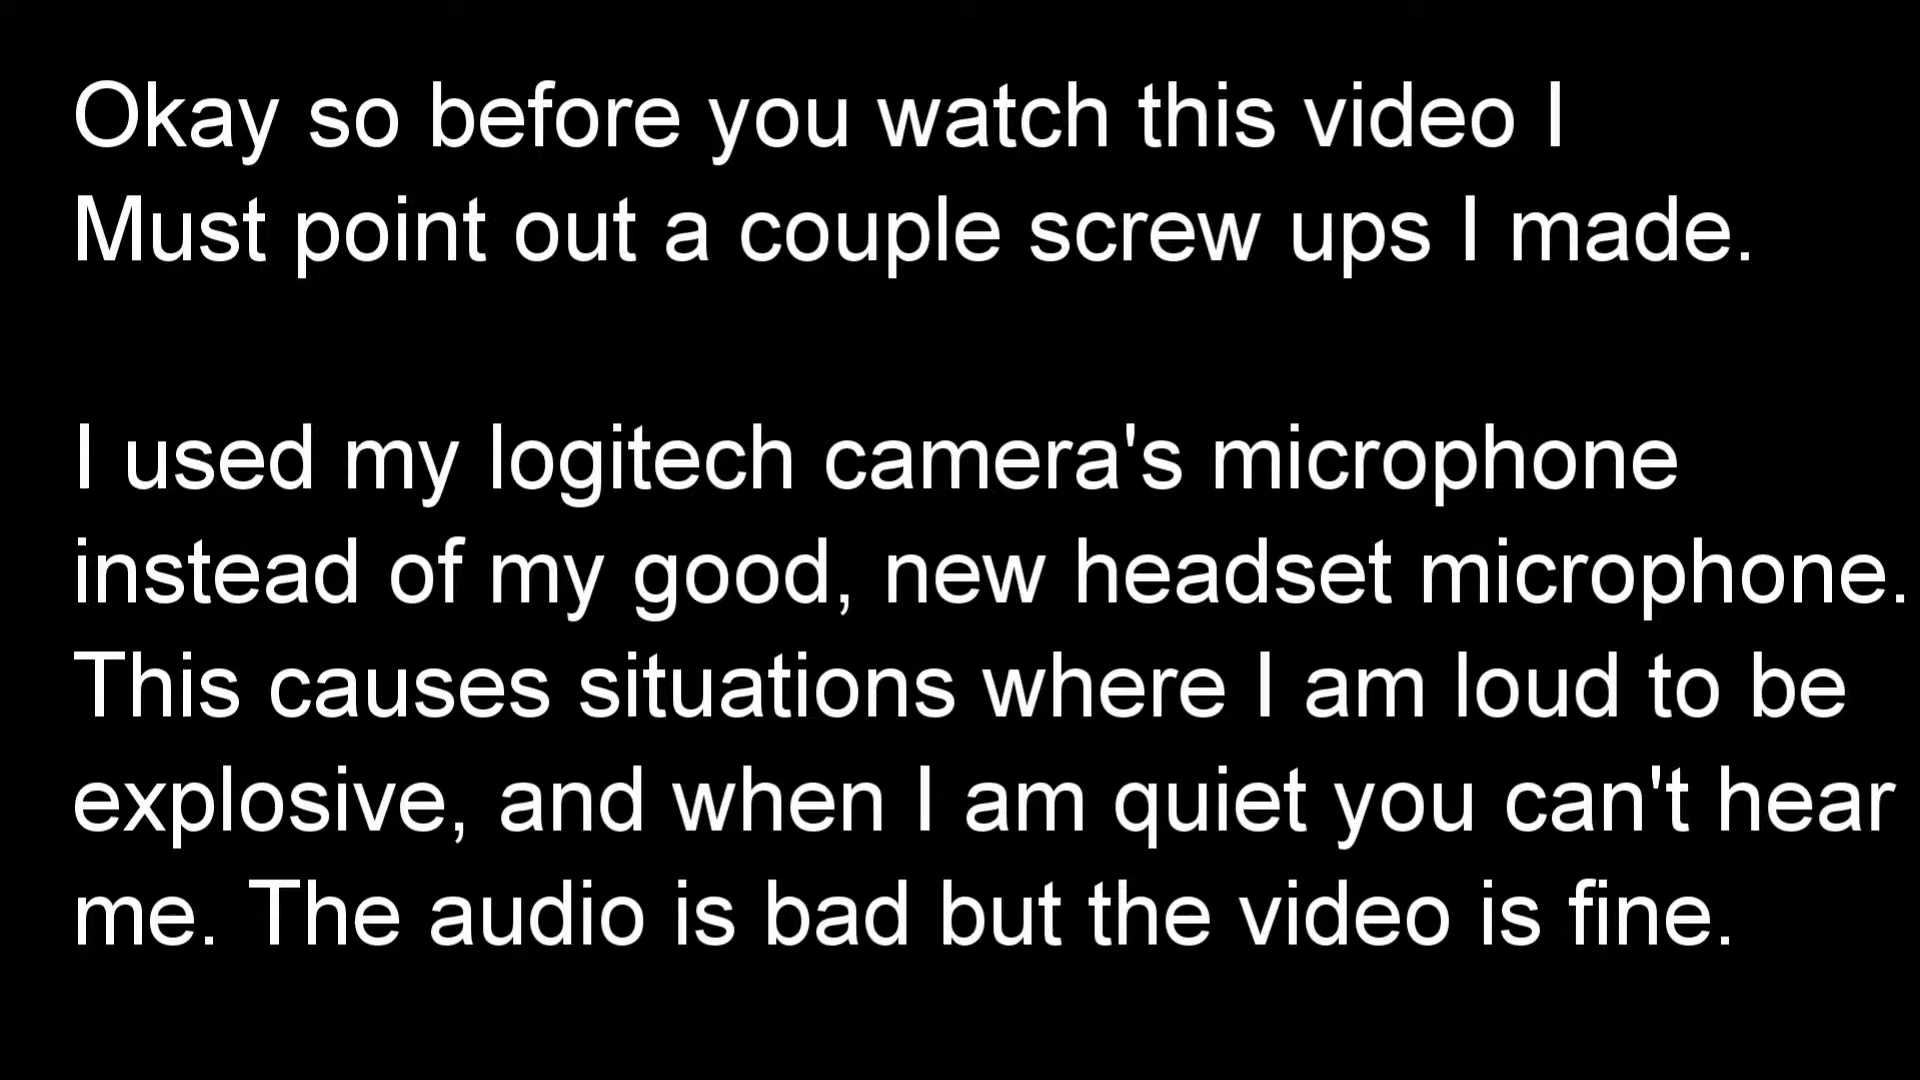 Okay so before you watch this video I
Must point out a couple screw ups I made.
I used my logitech camera's microphone
instead of my good, new headset microphone.
This causes situations where I am loud to be
explosive, and when I am quiet you can't hear
me. The audio is bad but the video is fine.